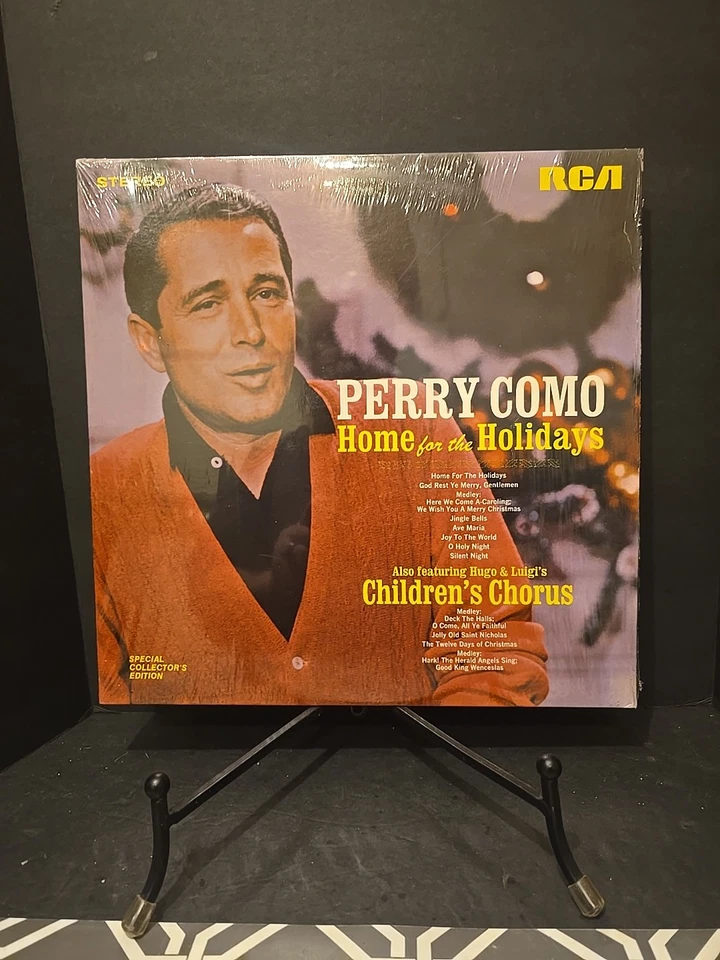 STEREO
RCA
PERRY COMO
Home for the Holidays
Home For The Holidays
God Rest Ye Merry, Gentlemen
Medley:
Here We Come A-Caroling;
We Wish You A Merry Christmas
Jingle Bells
Ave Maria
Joy To The World
O Holy Night
Silent Night
Also featuring Hugo & Luigi's
Children's Chorus
Medley:
Deck The Halls;
O Come, All Ye Faithful
Jolly Old Saint Nicholas
The Twelve Days of Christmas
Medley:
Hark! The Herald Angels Sing;
Good King Wenceslas
SPECIAL
COLLECTOR'S
EDITION